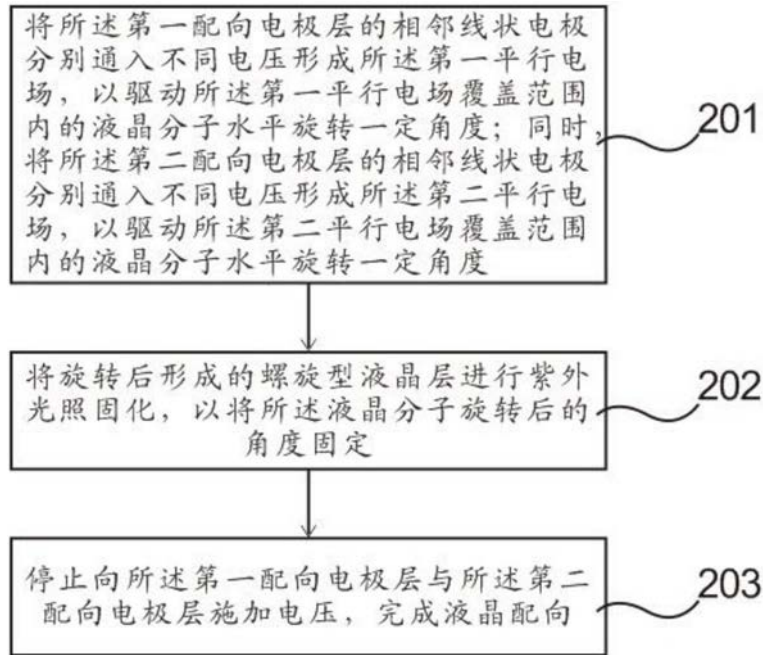 将所述第一配向电极层的相邻线状电极
分别通入不同电压形成所述第一平行电
场，以驱动所述第一平行电场覆盖范围
内的液晶分子水平旋转一定角度；同时，
将所述第二配向电极层的相邻线状电极
分别通入不同电压形成所述第二平行电
场，以驱动所述第二平行电场覆盖范围
内的液晶分子水平旋转一定角度
201
将旋转后形成的螺旋型液晶层进行紫外
光照固化，以将所述液晶分子旋转后的
角度固定
202
停止向所述第一配向电极层与所述第二
配向电极层施加电压，完成液晶配向
203